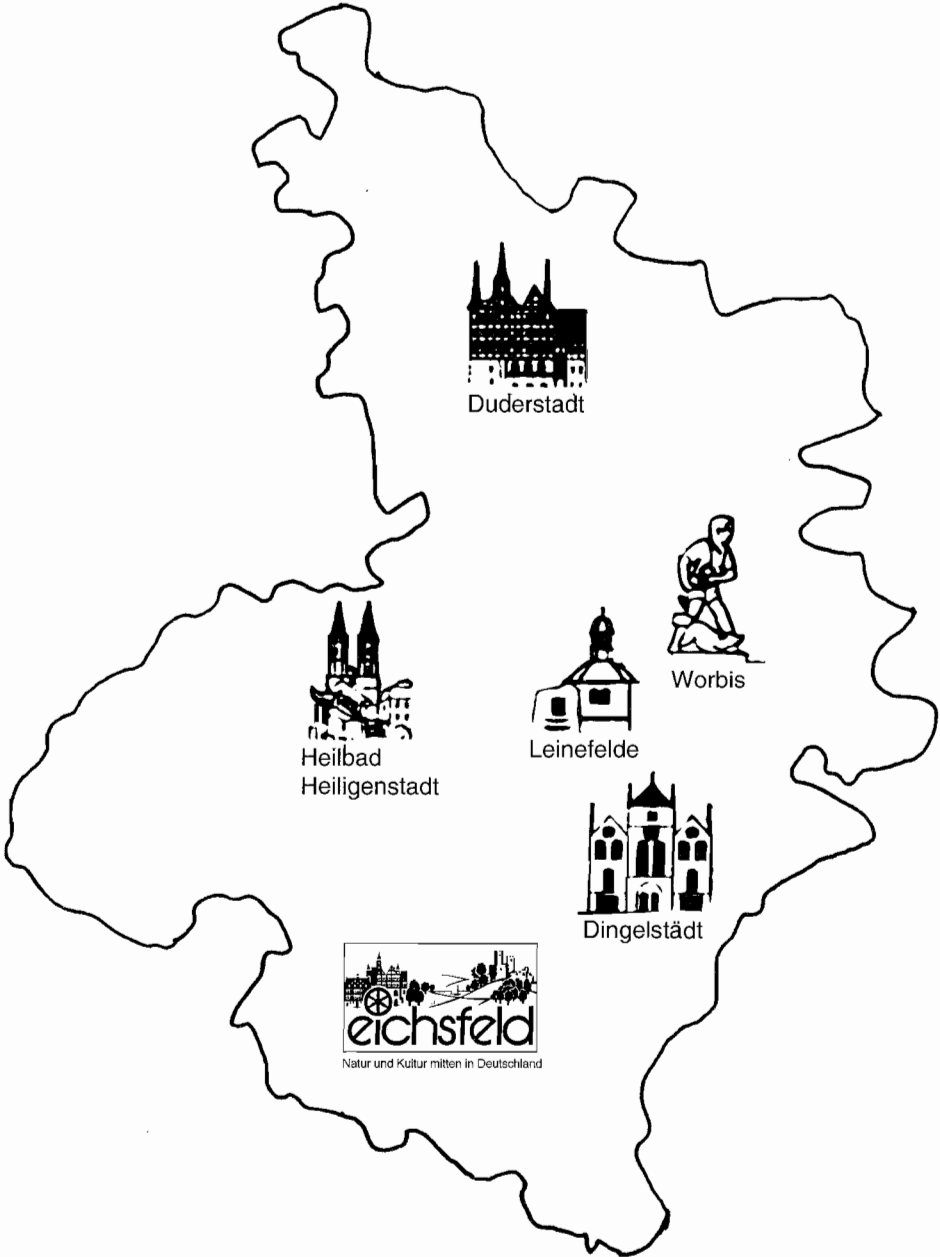 Duderstadt
Worbis
Leinefelde
Heilbad
Heiligenstadt
Dingelstädt
eichsfeld
Natur und Kultur mitten in Deutschland